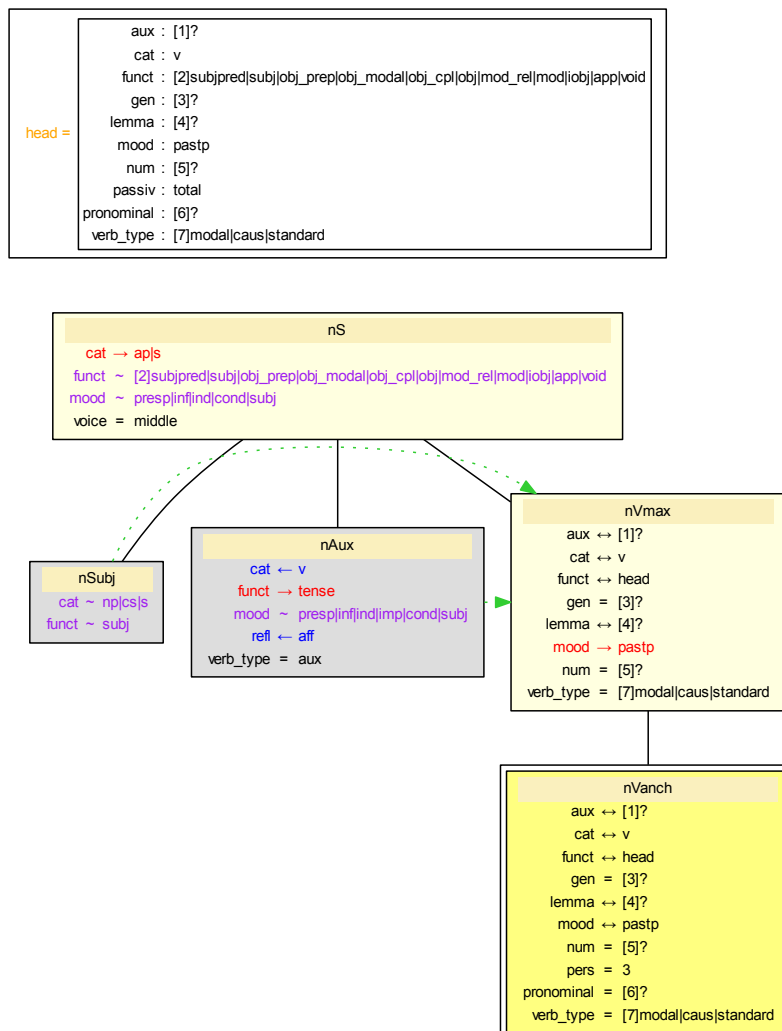 aux : [1]?
cat : v
funct : [2]subjpred|subj|obj_prep|obj_modal|obj_cpl|obj|mod_rel|mod|iobj|app|void
gen : [3]?
lemma : [4]?
head =
mood : pastp
num : [5]?
passiv : total
pronominal : [6]?
verb_type : [7]modal|caus|standard
nS
cat → ap|s
funct ~ [2]subjpred|subj|obj_prep|obj_modal|obj_cpl|obj|mod_rel|mod|iobj|app|void
mood ~ presp|inf|ind|cond|subj
voice = middle
nSubj
cat ~ np|cs|s
funct ~ subj
nAux
cat ← v
funct → tense
mood ~ presp|inf|ind|imp|cond|subj
refl ← aff
verb_type = aux
nVmax
aux ↔ [1]?
cat ↔ v
funct ↔ head
gen = [3]?
lemma ↔ [4]?
mood → pastp
num = [5]?
verb_type = [7]modal|caus|standard
nVanch
aux ↔ [1]?
cat ↔ v
funct ↔ head
gen = [3]?
lemma ↔ [4]?
mood ↔ pastp
num = [5]?
pers = 3
pronominal = [6]?
verb_type = [7]modal|caus|standard